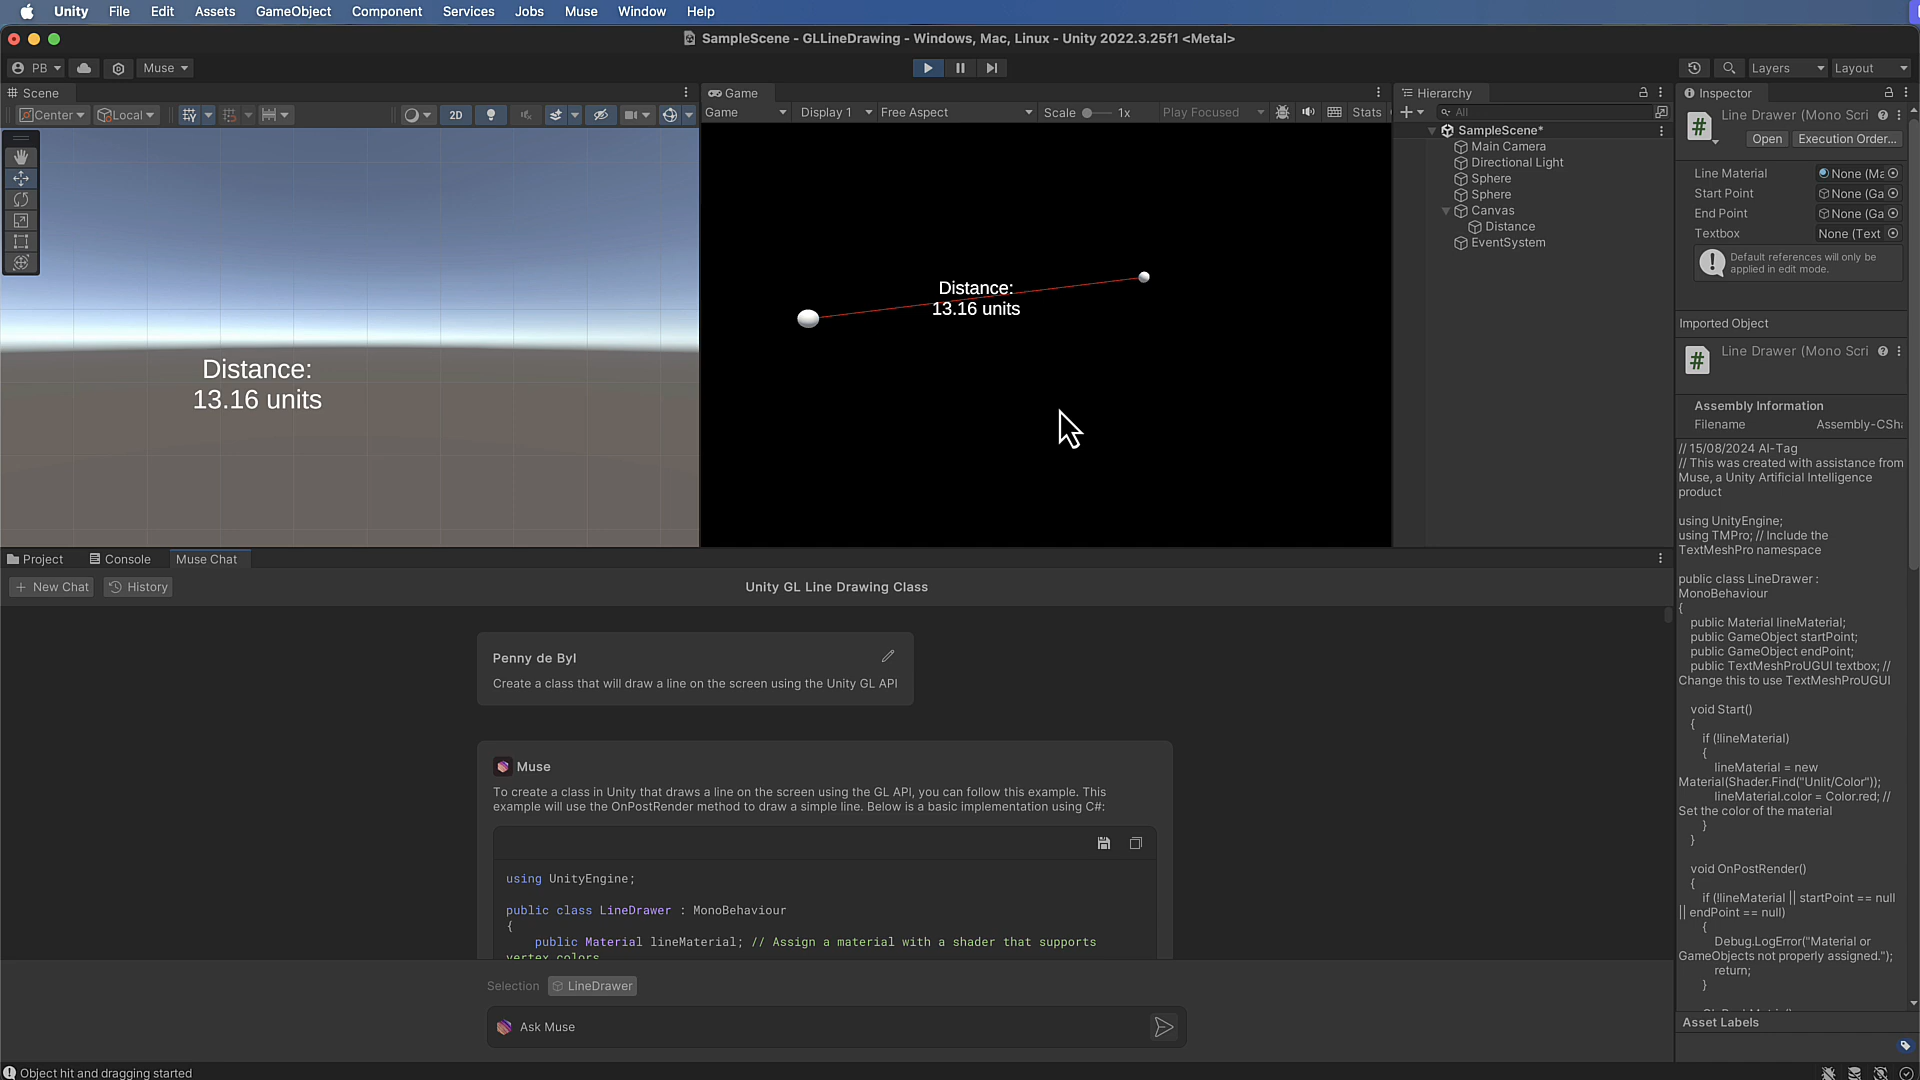 Unity File Edit Assets GameObject Component Services Jobs Muse Window Help
SampleScene - GLLineDrawing - Windows, Mac, Linux - Unity 2022.3.25f1 <Metal>
PB Muse Layers Layout
Scene
Center Local 2D
Game
Game Display 1 Free Aspect Scale 1x Play Focused Stats
Distance:
13.16 units
Distance:
13.16 units
Hierarchy
All
SampleScene*
Main Camera
Directional Light
Sphere
Sphere
Canvas
Distance
EventSystem
Inspector
Line Drawer (Mono Scri
Open Execution Order...
Line Material None (Ma
Start Point None (Ga
End Point None (Ga
Textbox None (Text
Default references will only be
applied in edit mode.
Imported Object
Line Drawer (Mono Scri
Assembly Information
Filename Assembly-CSh
// 15/08/2024 AI-Tag
// This was created with assistance from
Muse, a Unity Artificial Intelligence
product
using UnityEngine;
using TMPro; // Include the
TextMeshPro namespace
public class LineDrawer :
MonoBehaviour
{
public Material lineMaterial;
public GameObject startPoint;
public GameObject endPoint;
public TextMeshProUGUI textbox; //
Change this to use TextMeshProUGUI
void Start()
{
if (!lineMaterial)
{
lineMaterial = new
Material(Shader.Find("Unlit/Color"));
lineMaterial.color = Color.red; //
Set the color of the material
}
}
void OnPostRender()
{
if (!lineMaterial || startPoint == null
|| endPoint == null)
{
Debug.LogError("Material or
GameObjects not properly assigned.");
return;
}
Asset Labels
Project Console Muse Chat
+ New Chat History Unity GL Line Drawing Class
Penny de Byl
Create a class that will draw a line on the screen using the Unity GL API
Muse
To create a class in Unity that draws a line on the screen using the GL API, you can follow this example. This
example will use the OnPostRender method to draw a simple line. Below is a basic implementation using C#:
using UnityEngine;
public class LineDrawer : MonoBehaviour
{
public Material lineMaterial; // Assign a material with a shader that supports
vertex colors
Selection LineDrawer
Ask Muse
Object hit and dragging started